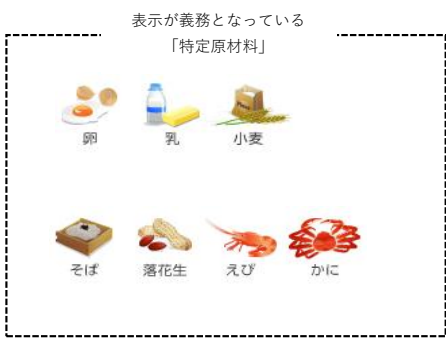 表示が義務となっている
「特定原材料」
卵 乳 小麦
そば 落花生 えび かに